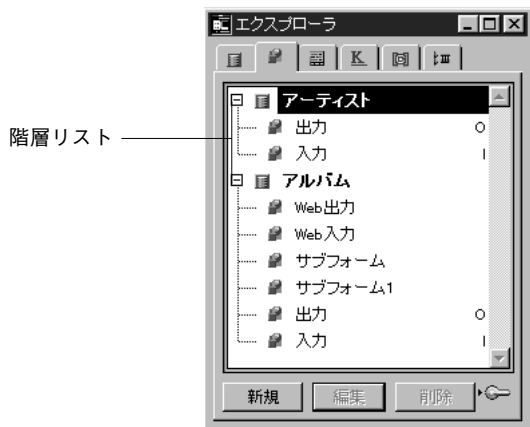 エクスプローラ
K
階層リスト
アーティスト
出力 O
入力 I
アルバム
Web出力
Web入力
サブフォーム
サブフォーム1
出力 O
入力 I
新規 編集 削除